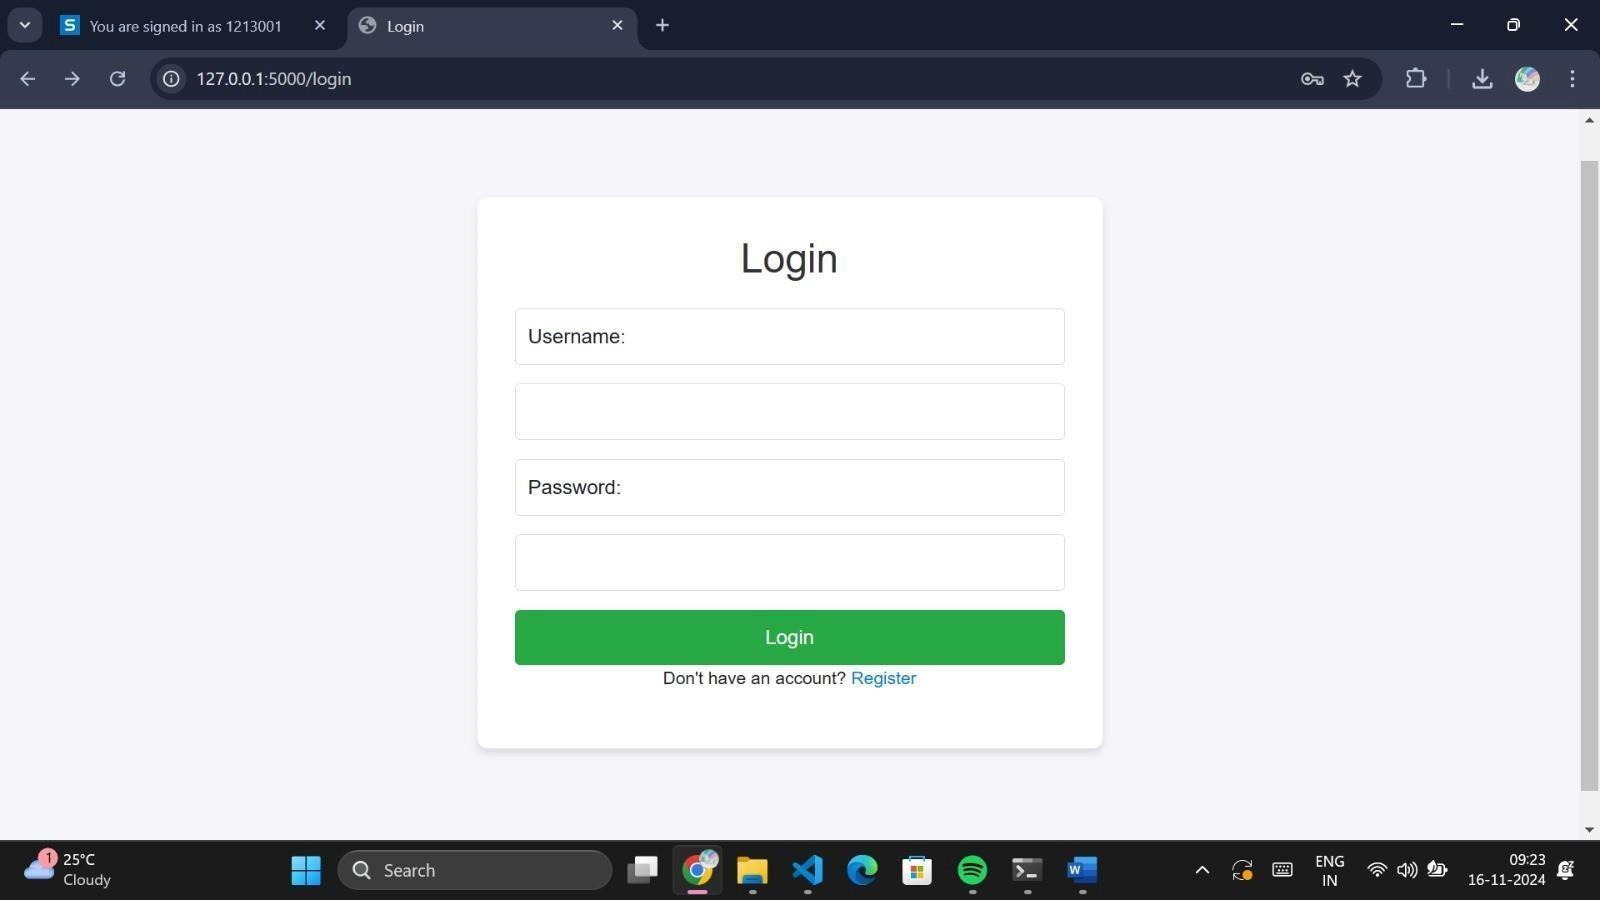 You are signed in as 1213001
Login
127.0.0.1:5000/login
Login
Username:
Password:
Login
Don't have an account? Register
1
25°C
Cloudy
Search
ENG
IN
09:23
16-11-2024